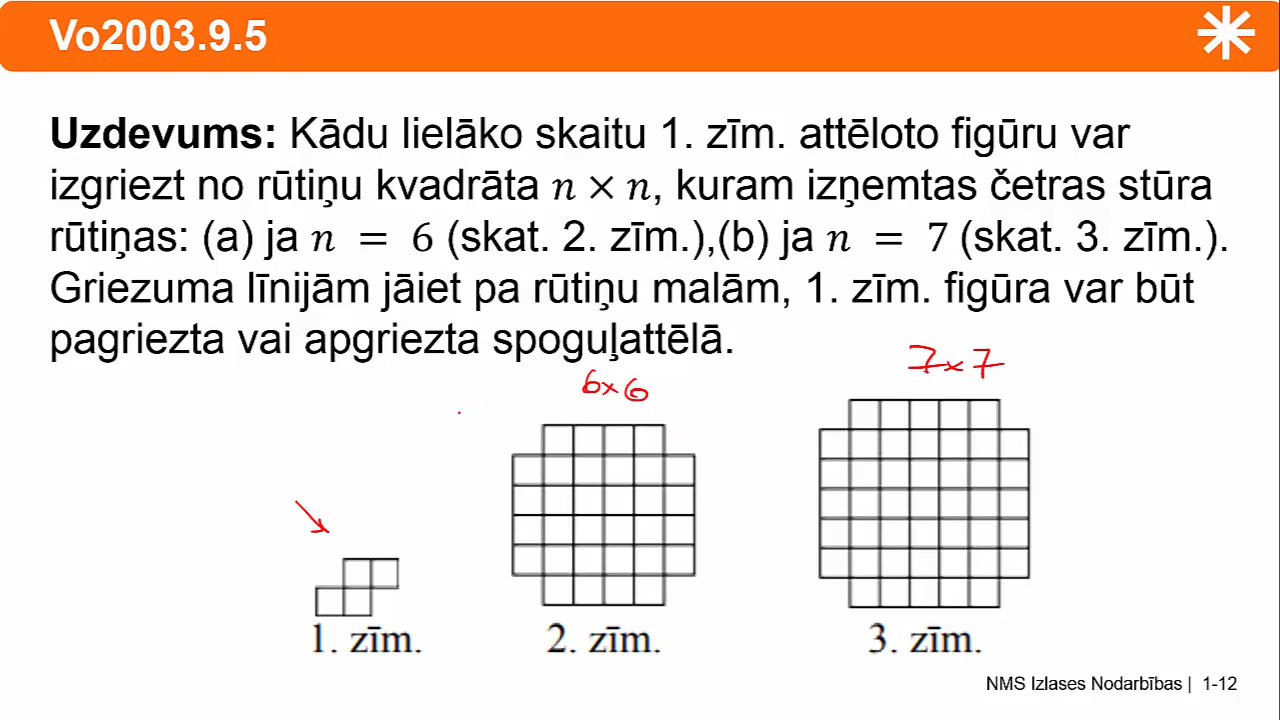 Vo2003.9.5
Uzdevums: Kādu lielāko skaitu 1. zīm. attēloto figūru var
izgriezt no rūtiņu kvadrāta n × n, kuram izņemtas četras stūra
rūtiņas: (a) ja n = 6 (skat. 2. zīm.),(b) ja n = 7 (skat. 3. zīm.).
Griezuma līnijām jāiet pa rūtiņu malām, 1. zīm. figūra var būt
pagriezta vai apgriezta spoguļattēlā.
6×6
7×7
1. zīm.
2. zīm.
3. zīm.
NMS Izlases Nodarbības | 1-12